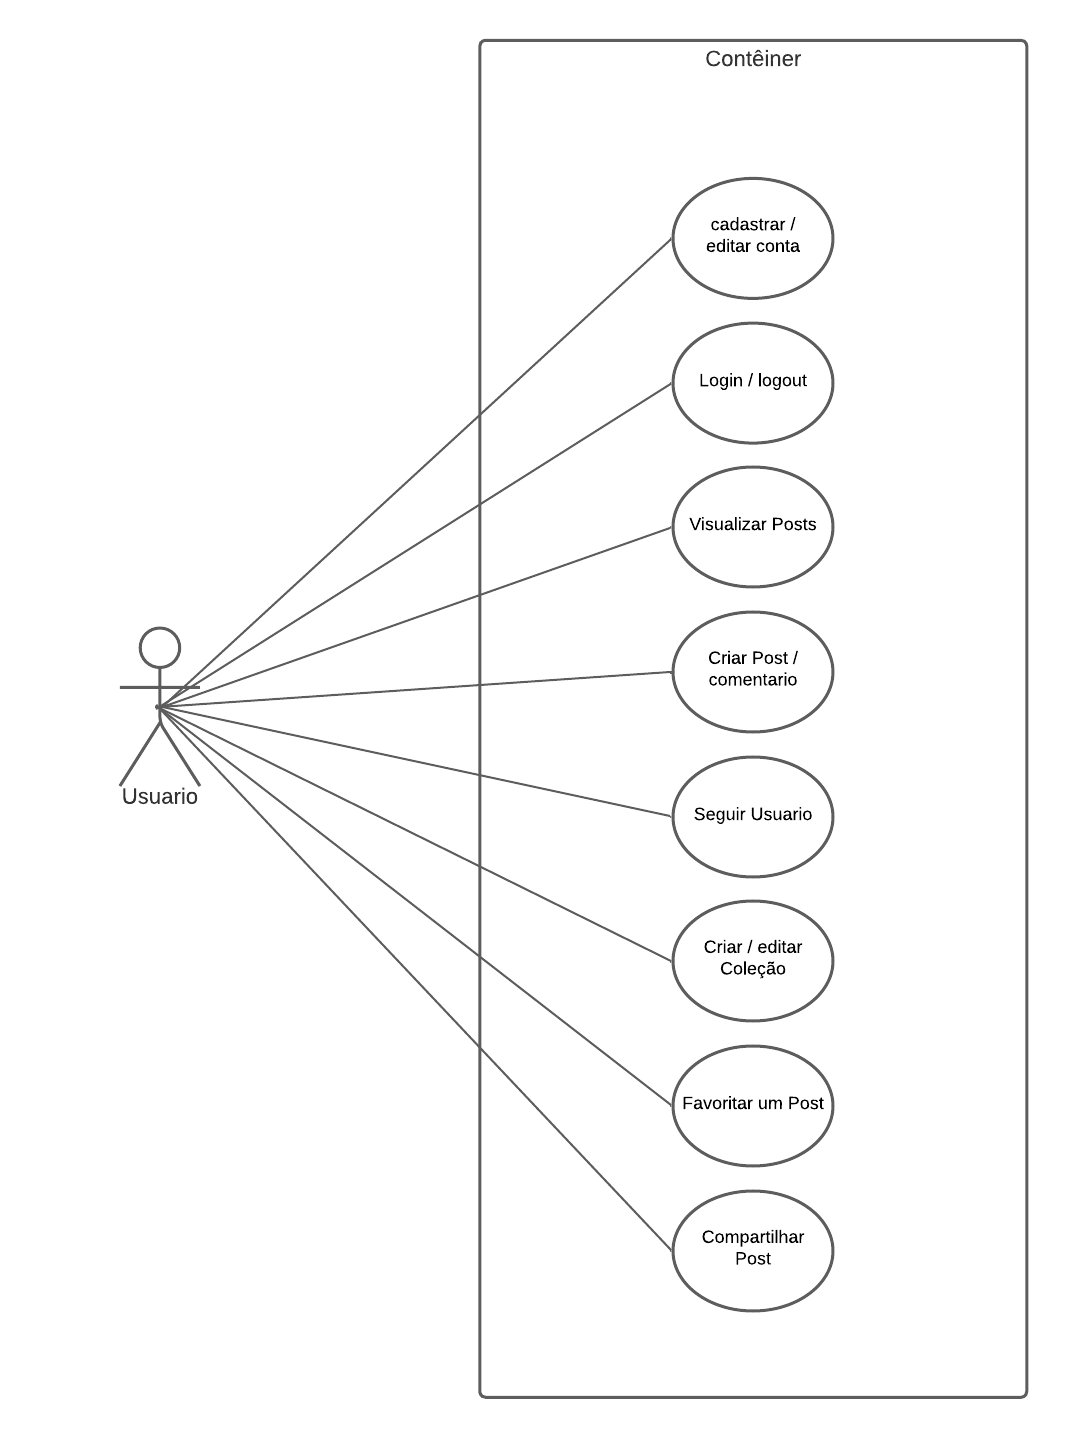 Contêiner
cadastrar /
editar conta
Login / logout
Visualizar Posts
Criar Post /
comentario
Usuario
Seguir Usuario
Criar / editar
Coleção
Favoritar um Post
Compartilhar
Post